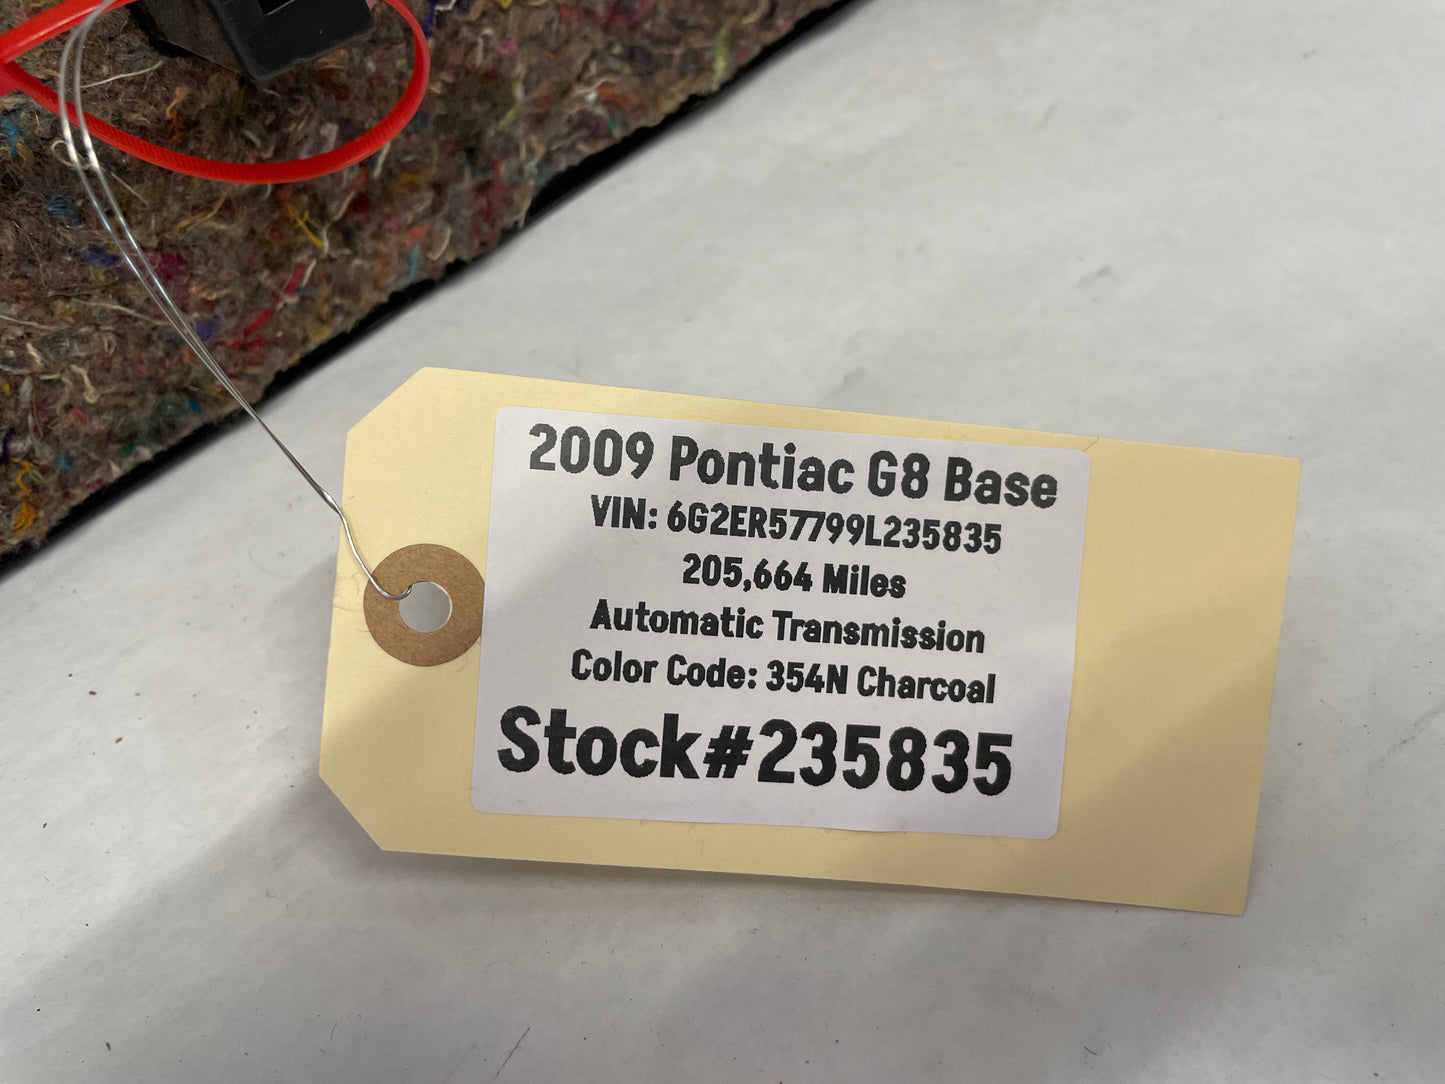 2009 Pontiac G8 Base
VIN: 6G2ER57799L235835
205,664 Miles
Automatic Transmission
Color Code: 354N Charcoal
Stock#235835